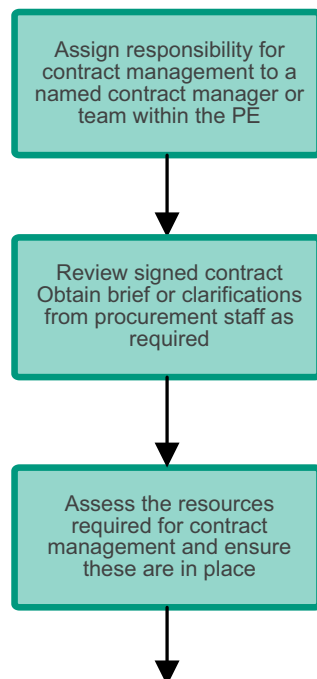 Assign responsibility for
contract management to a
named contract manager or
team within the PE
Review signed contract
Obtain brief or clarifications
from procurement staff as
required
Assess the resources
required for contract
management and ensure
these are in place